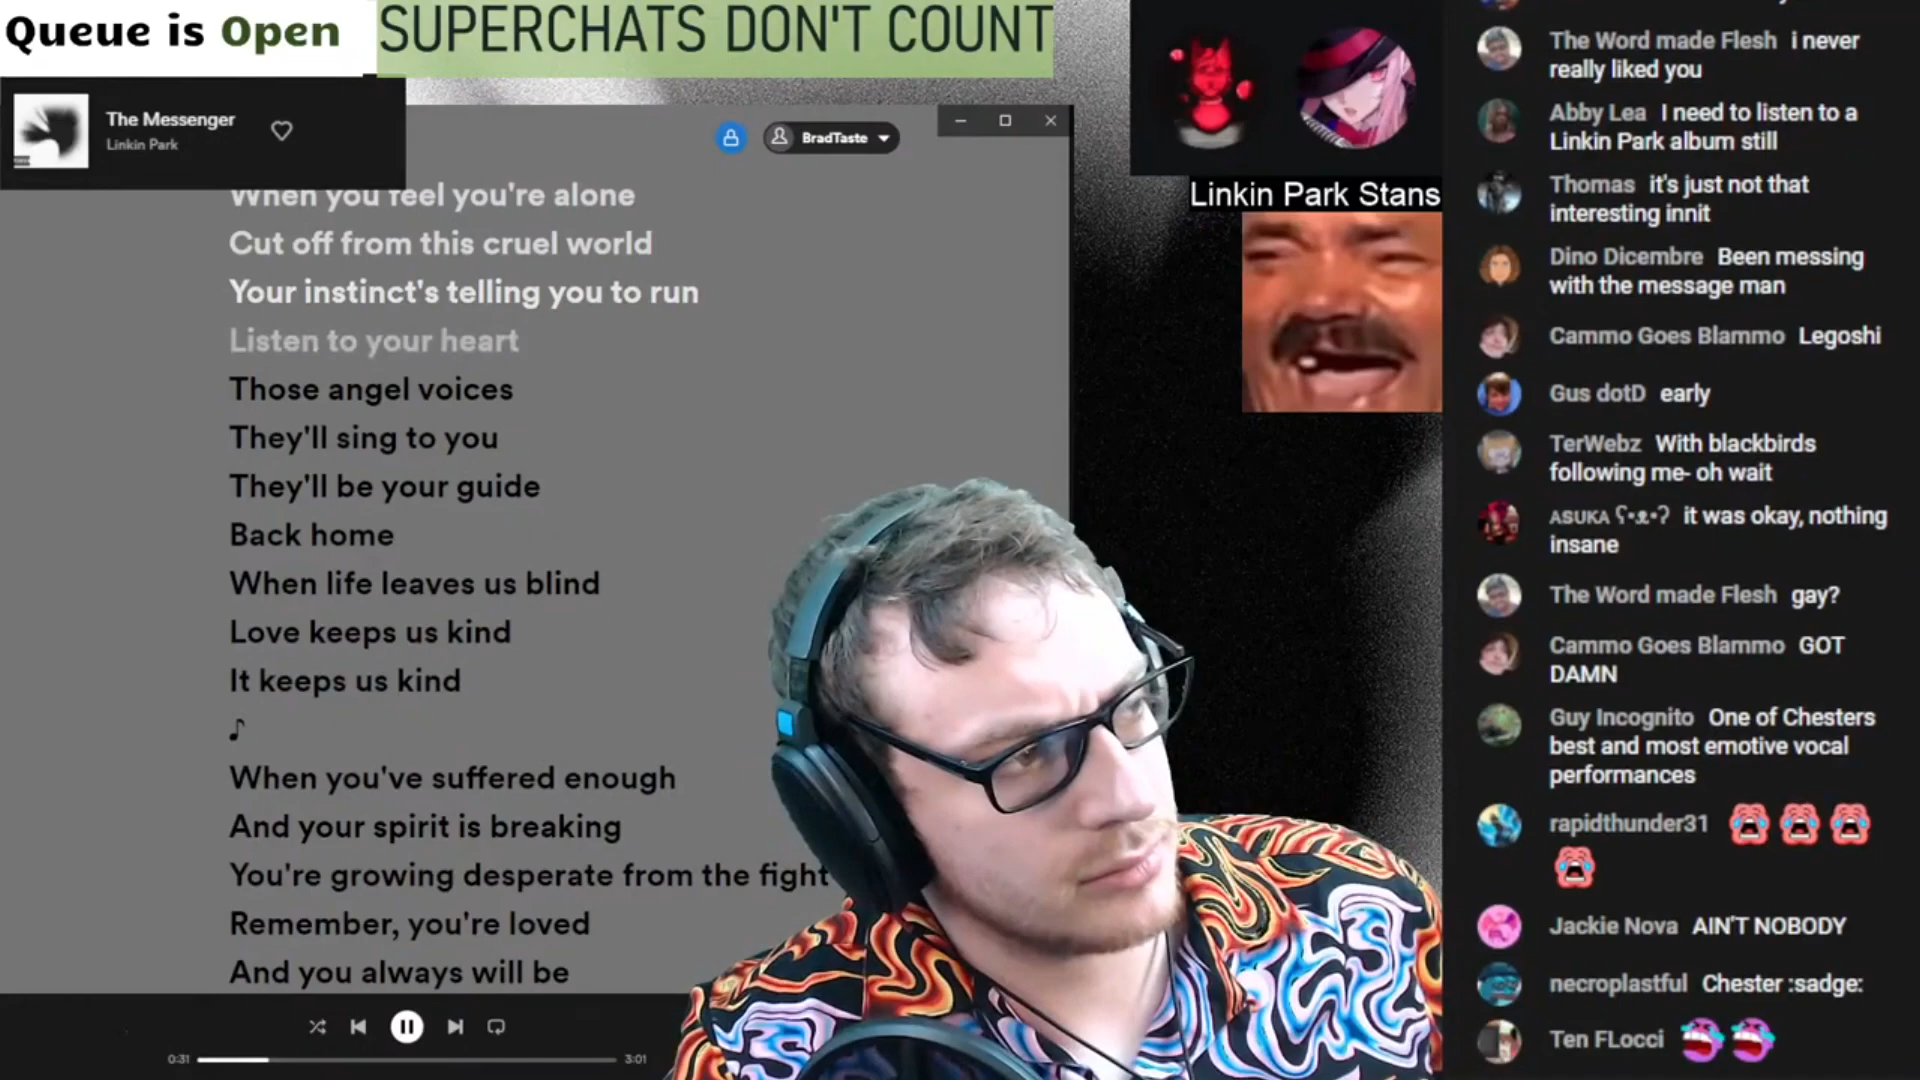 Queue is Open
SUPERCHATS DON'T COUNT
The Messenger
Linkin Park
BradTaste
When you feel you're alone
Cut off from this cruel world
Your instinct's telling you to run
Listen to your heart
Those angel voices
They'll sing to you
They'll be your guide
Back home
When life leaves us blind
Love keeps us kind
It keeps us kind
♪
When you've suffered enough
And your spirit is breaking
You're growing desperate from the fight
Remember, you're loved
And you always will be
0:31
3:01
Linkin Park Stans
The Word made Flesh i never
really liked you
Abby Lea I need to listen to a
Linkin Park album still
Thomas it's just not that
interesting innit
Dino Dicembre Been messing
with the message man
Cammo Goes Blammo Legoshi
Gus dotD early
TerWebz With blackbirds
following me- oh wait
ASUKA ʕ•ᴥ•ʔ it was okay, nothing
insane
The Word made Flesh gay?
Cammo Goes Blammo GOT
DAMN
Guy Incognito One of Chesters
best and most emotive vocal
performances
rapidthunder31
Jackie Nova AIN'T NOBODY
necroplastful Chester :sadge:
Ten FLocci